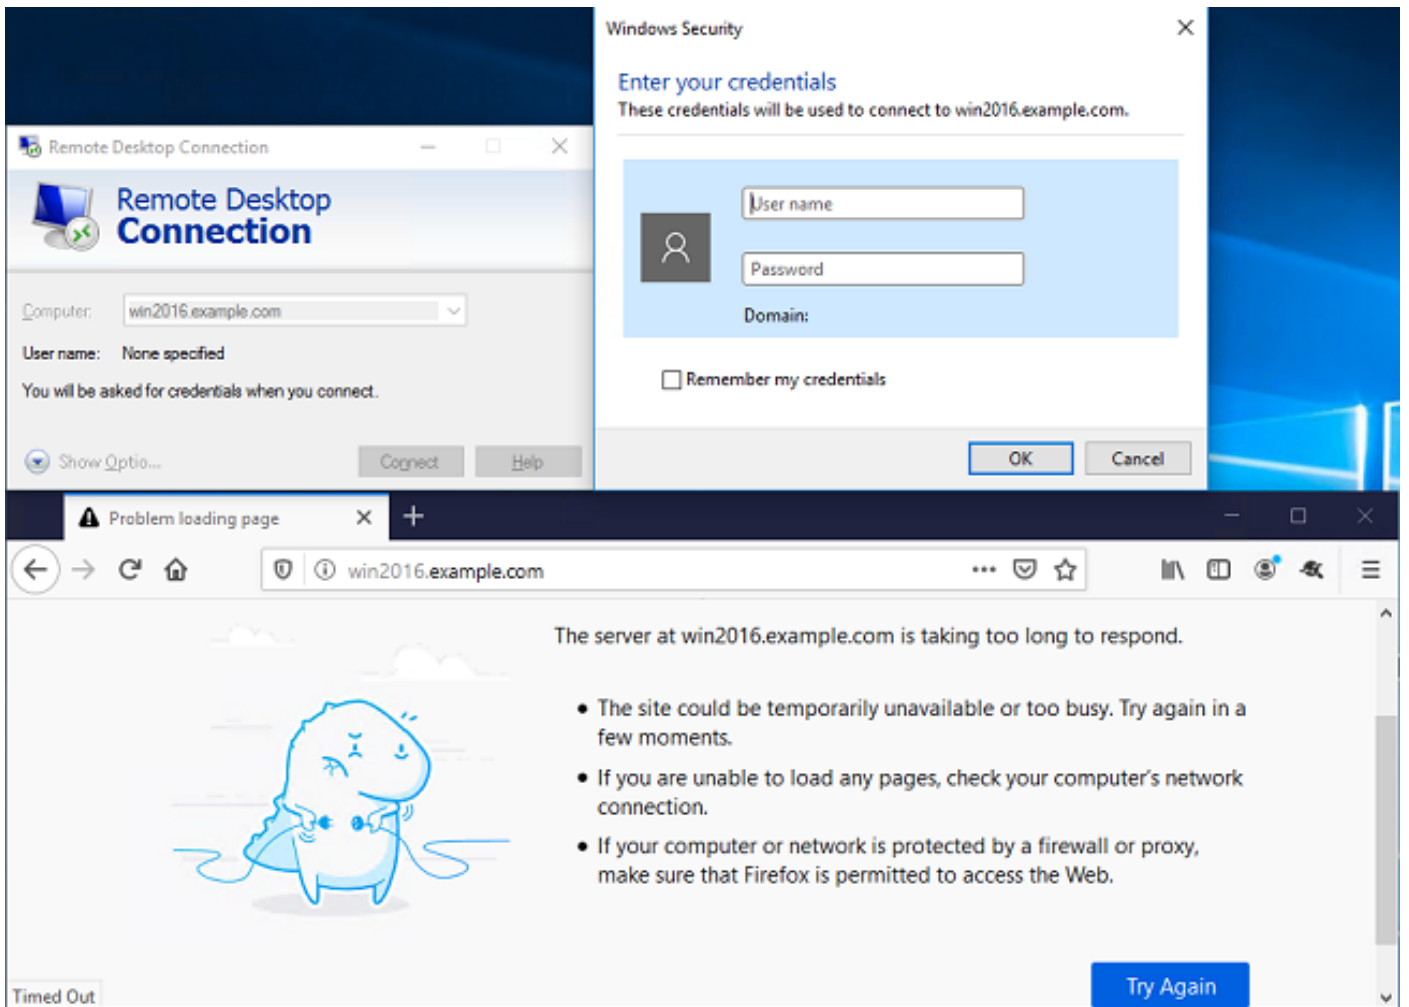 Windows Security
Enter your credentials
These credentials will be used to connect to win2016.example.com.
User name
Password
Domain:
Remember my credentials
OK
Cancel
Remote Desktop Connection
Remote Desktop
Connection
Computer:
win2016.example.com
User name:
None specified
You will be asked for credentials when you connect.
Show Optio...
Connect
Help
Problem loading page
win2016.example.com
The server at win2016.example.com is taking too long to respond.
• The site could be temporarily unavailable or too busy. Try again in a
few moments.
• If you are unable to load any pages, check your computer's network
connection.
• If your computer or network is protected by a firewall or proxy,
make sure that Firefox is permitted to access the Web.
Try Again
Timed Out